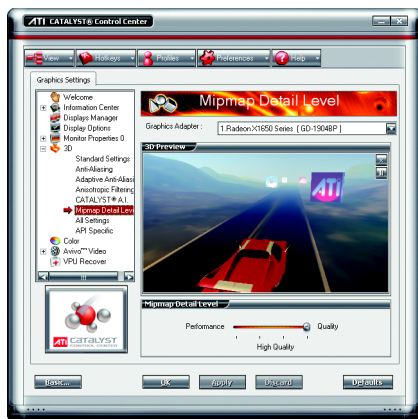 ATI CATALYST® Control Center
View
Hotkeys
Profiles
Preferences
Help
Graphics Settings
Welcome
Information Center
Displays Manager
Display Options
Monitor Properties 0
3D
Standard Settings
Anti-Aliasing
Adaptive Anti-Aliasi
Anisotropic Filtering
CATALYST® A.I.
Mipmap Detail Leve
All Settings
API Specific
Color
Avivo™ Video
VPU Recover
ATI CATALYST
CONTROL CENTER
Mipmap Detail Level
Graphics Adapter :
1.Radeon X1650 Series [ GD-1904BP ]
3D Preview
ATI
Mipmap Detail Level
Performance
Quality
High Quality
Basic...
OK
Apply
Discard
Defaults